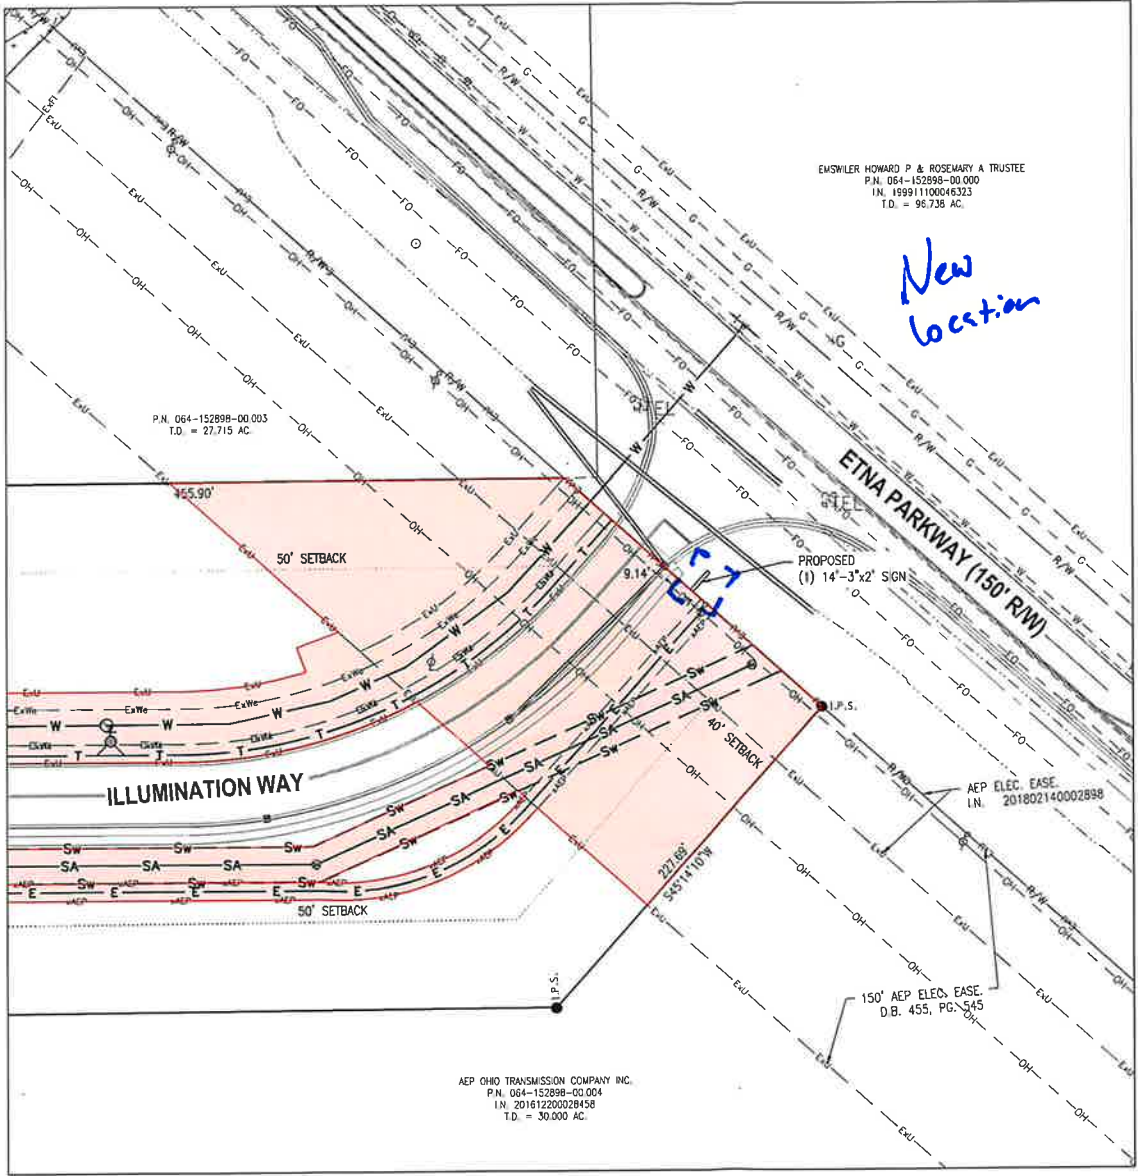 EMSWILER HOWARD P & ROSEMARY A TRUSTEE
P.N. 064-152898-00.000
I.N. 199911100046323
T.D. = 96.738 AC.
New
Location
P.N. 064-152898-00.003
T.D. = 27.715 AC.
455.90'
50' SETBACK
9.14'
PROPOSED
(1) 14'-3"x2' SIGN
ETNA PARKWAY (150' R/W)
I.P.S.
40' SETBACK
ILLUMINATION WAY
AEP ELEC. EASE.
I.N. 201802140002898
227.69'
S45°14'10"W
50' SETBACK
I.P.S.
150' AEP ELEC. EASE.
D.B. 455, PG. 545
AEP OHIO TRANSMISSION COMPANY INC.
P.N. 064-152898-00.004
I.N. 201612200028458
T.D. = 30.000 AC.